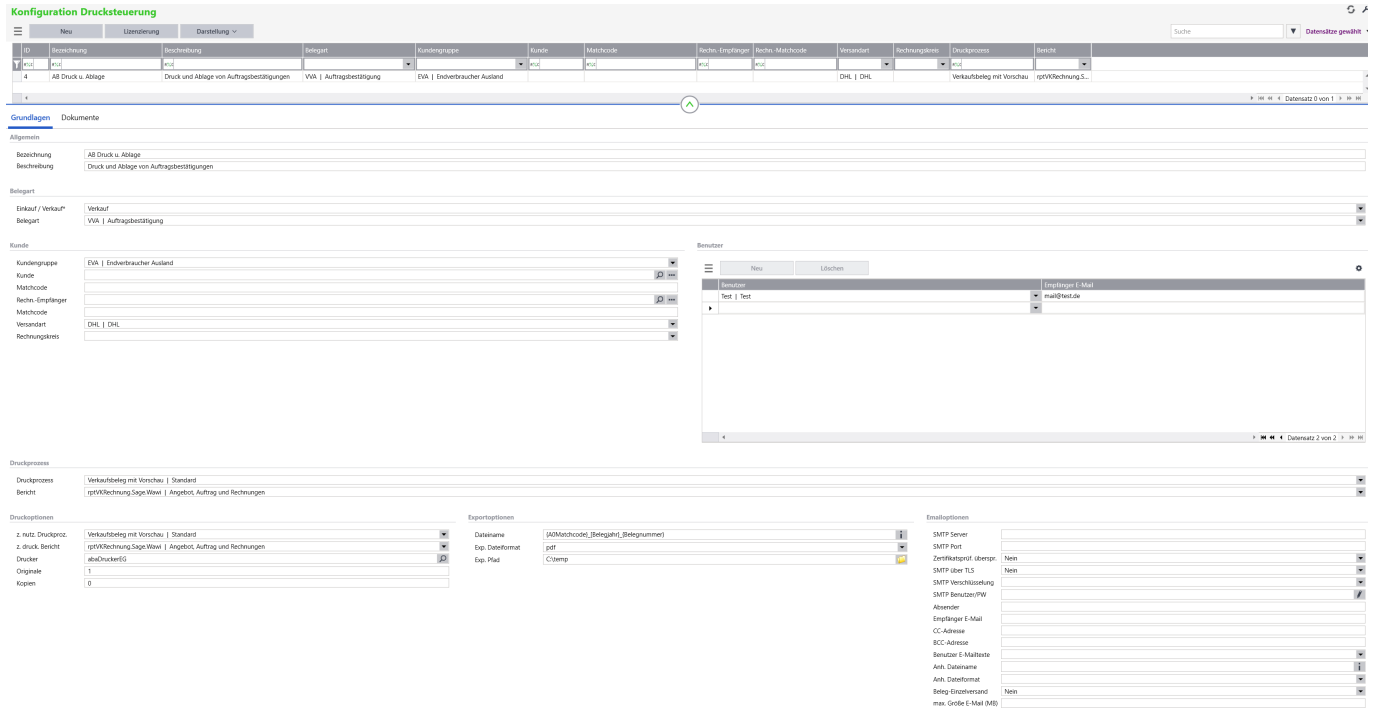 Konfiguration Drucksteuerung
Neu Lizenzierung Darstellung
Suche Datensätze gewählt
ID Bezeichnung Beschreibung Belegart Kundengruppe Kunde Matchcode Rechn.-Empfänger Rechn.-Matchcode Versandart Rechnungskreis Druckprozess Bericht
4 AB Druck u. Ablage Druck und Ablage von Auftragsbestätigungen VVA | Auftragsbestätigung EVA | Endverbraucher Ausland DHL | DHL Verkaufsbeleg mit Vorschau rptVKRechnung.S...
Datensatz 0 von 1
Grundlagen Dokumente
Allgemein
Bezeichnung AB Druck u. Ablage
Beschreibung Druck und Ablage von Auftragsbestätigungen
Belegart
Einkauf / Verkauf* Verkauf
Belegart VVA | Auftragsbestätigung
Kunde
Kundengruppe EVA | Endverbraucher Ausland
Kunde
Matchcode
Rechn.-Empfänger
Matchcode
Versandart DHL | DHL
Rechnungskreis
Benutzer
Neu Löschen
Benutzer Empfänger E-Mail
Test | Test mail@test.de
Datensatz 2 von 2
Druckprozess
Druckprozess Verkaufsbeleg mit Vorschau | Standard
Bericht rptVKRechnung.Sage.Wawi | Angebot, Auftrag und Rechnungen
Druckoptionen
z. nutz. Druckproz. Verkaufsbeleg mit Vorschau | Standard
z. druck. Bericht rptVKRechnung.Sage.Wawi | Angebot, Auftrag und Rechnungen
Drucker abaDruckerEG
Originale 1
Kopien 0
Exportoptionen
Dateiname {A0Matchcode}_{Belegjahr}_{Belegnummer}
Exp. Dateiformat pdf
Exp. Pfad C:\temp
Emailoptionen
SMTP Server
SMTP Port
Zertifikatsprüf. überspr. Nein
SMTP über TLS Nein
SMTP Verschlüsselung
SMTP Benutzer/PW
Absender
Empfänger E-Mail
CC-Adresse
BCC-Adresse
Benutzer E-Mailtexte
Anh. Dateiname
Anh. Dateiformat
Beleg-Einzelversand Nein
max. Größe E-Mail (MB)